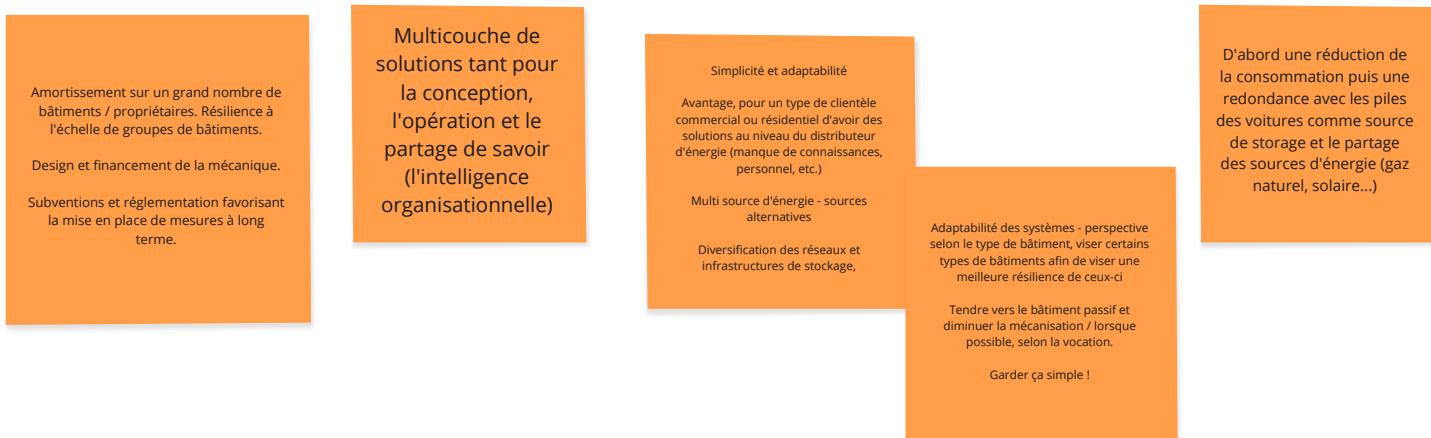 Amortissement sur un grand nombre de
bâtiments / propriétaires. Résilience à
l'échelle de groupes de bâtiments.
Design et financement de la mécanique.
Subventions et réglementation favorisant
la mise en place de mesures à long
terme.
Multicouche de
solutions tant pour
la conception,
l'opération et le
partage de savoir
(l'intelligence
organisationnelle)
Simplicité et adaptabilité
Avantage, pour un type de clientèle
commercial ou résidentiel d'avoir des
solutions au niveau du distributeur
d'énergie (manque de connaissances,
personnel, etc.)
Multi source d'énergie - sources
alternatives
Diversification des réseaux et
infrastructures de stockage,
Adaptabilité des systèmes - perspective
selon le type de bâtiment, viser certains
types de bâtiments afin de viser une
meilleure résilience de ceux-ci
Tendre vers le bâtiment passif et
diminuer la mécanisation / lorsque
possible, selon la vocation.
Garder ça simple !
D'abord une réduction de
la consommation puis une
redondance avec les piles
des voitures comme source
de storage et le partage
des sources d'énergie (gaz
naturel, solaire...)